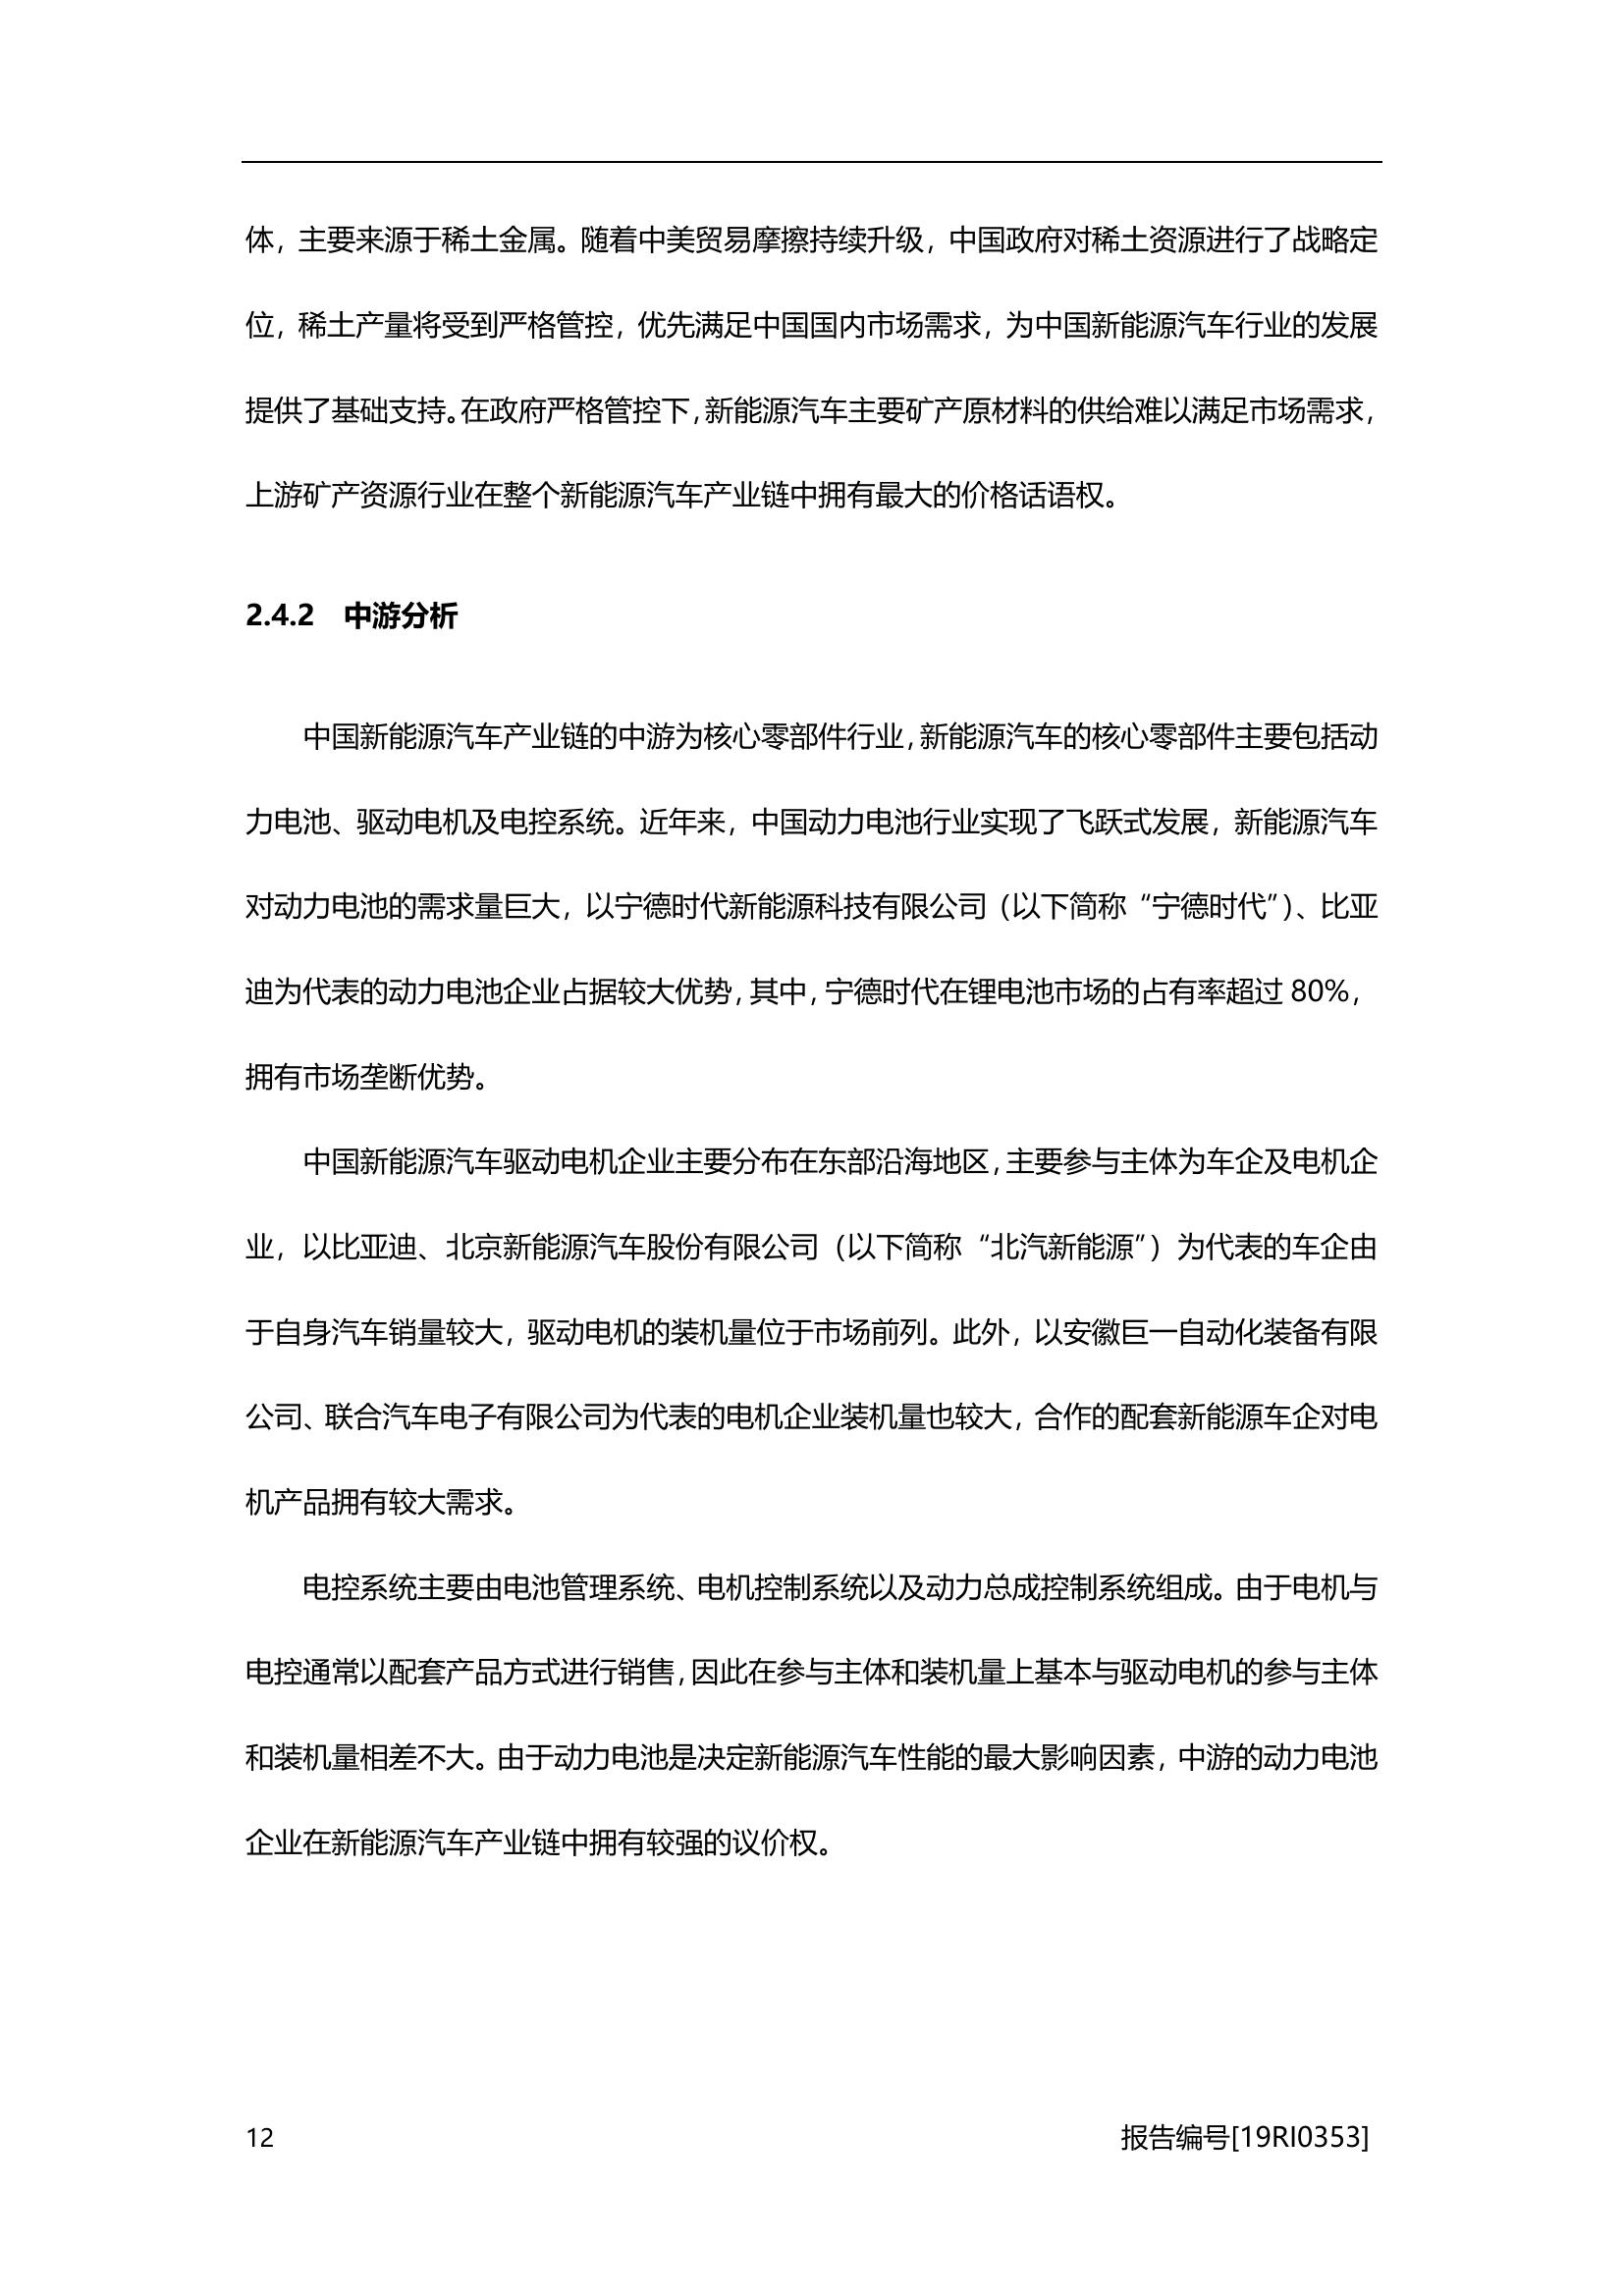 体，主要来源于稀土金属。随着中美贸易摩擦持续升级，中国政府对稀土资源进行了战略定
位，稀土产量将受到严格管控，优先满足中国国内市场需求，为中国新能源汽车行业的发展
提供了基础支持。在政府严格管控下，新能源汽车主要矿产原材料的供给难以满足市场需求，
上游矿产资源行业在整个新能源汽车产业链中拥有最大的价格话语权。
2.4.2 中游分析
中国新能源汽车产业链的中游为核心零部件行业，新能源汽车的核心零部件主要包括动
力电池、驱动电机及电控系统。近年来，中国动力电池行业实现了飞跃式发展，新能源汽车
对动力电池的需求量巨大，以宁德时代新能源科技有限公司（以下简称“宁德时代”）、比亚
迪为代表的动力电池企业占据较大优势，其中，宁德时代在锂电池市场的占有率超过 80%，
拥有市场垄断优势。
中国新能源汽车驱动电机企业主要分布在东部沿海地区，主要参与主体为车企及电机企
业，以比亚迪、北京新能源汽车股份有限公司（以下简称“北汽新能源”）为代表的车企由
于自身汽车销量较大，驱动电机的装机量位于市场前列。此外，以安徽巨一自动化装备有限
公司、联合汽车电子有限公司为代表的电机企业装机量也较大，合作的配套新能源车企对电
机产品拥有较大需求。
电控系统主要由电池管理系统、电机控制系统以及动力总成控制系统组成。由于电机与
电控通常以配套产品方式进行销售，因此在参与主体和装机量上基本与驱动电机的参与主体
和装机量相差不大。由于动力电池是决定新能源汽车性能的最大影响因素，中游的动力电池
企业在新能源汽车产业链中拥有较强的议价权。
12 报告编号[19RI0353]